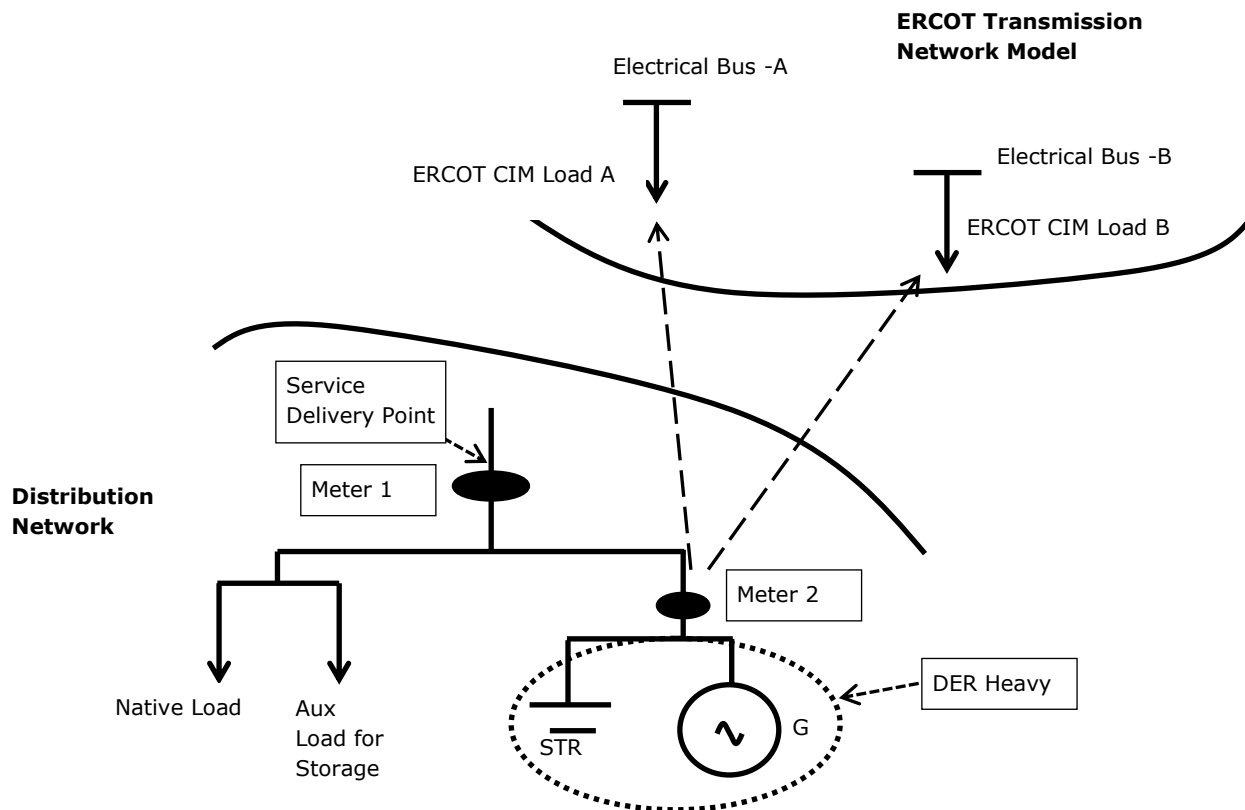 ERCOT Transmission
Network Model
Electrical Bus -A
Electrical Bus -B
ERCOT CIM Load A
ERCOT CIM Load B
Service
Delivery Point
Meter 1
Distribution
Network
Meter 2
DER Heavy
Native Load
Aux
Load for
Storage
STR
G